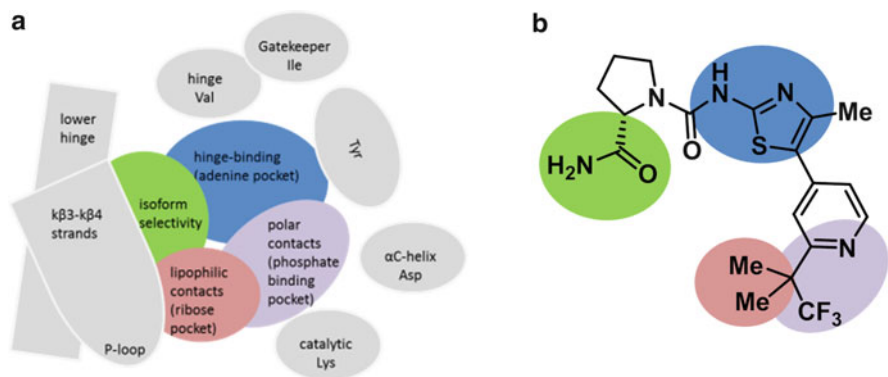 a
Gatekeeper
Ile
hinge
Val
lower
hinge
Tyr
hinge-binding
(adenine pocket)
isoform
selectivity
kβ3-kβ4
strands
polar
contacts
(phosphate
binding
pocket)
αC-helix
Asp
lipophilic
contacts
(ribose
pocket)
P-loop
catalytic
Lys
b
H
N
N
N
Me
S
O
H₂N
O
N
Me
Me
CF₃